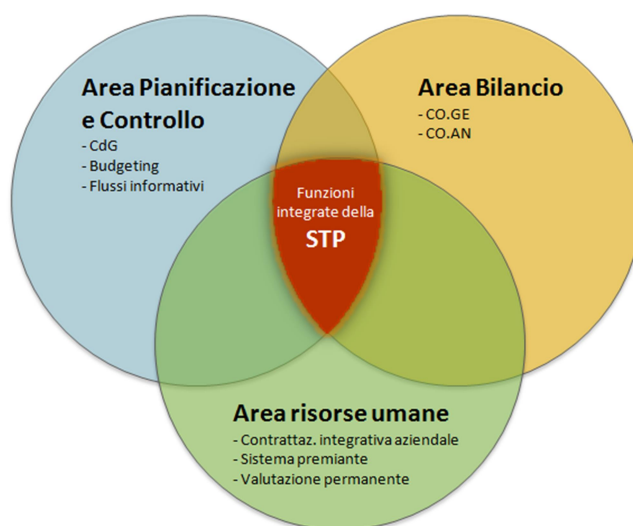 Area Pianificazione
e Controllo
- CdG
- Budgeting
- Flussi informativi
Area Bilancio
- CO.GE
- CO.AN
Funzioni
integrate della
STP
Area risorse umane
- Contrattaz. integrativa aziendale
- Sistema premiante
- Valutazione permanente